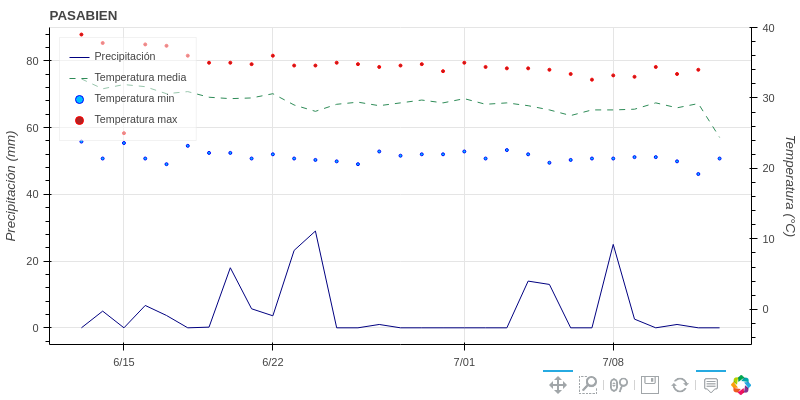 PASABIEN
Precipitación
Temperatura media
Temperatura min
Temperatura max
80
60
40
20
0
40
30
20
10
0
Precipitación (mm)
Temperatura (°C)
6/15
6/22
7/01
7/08